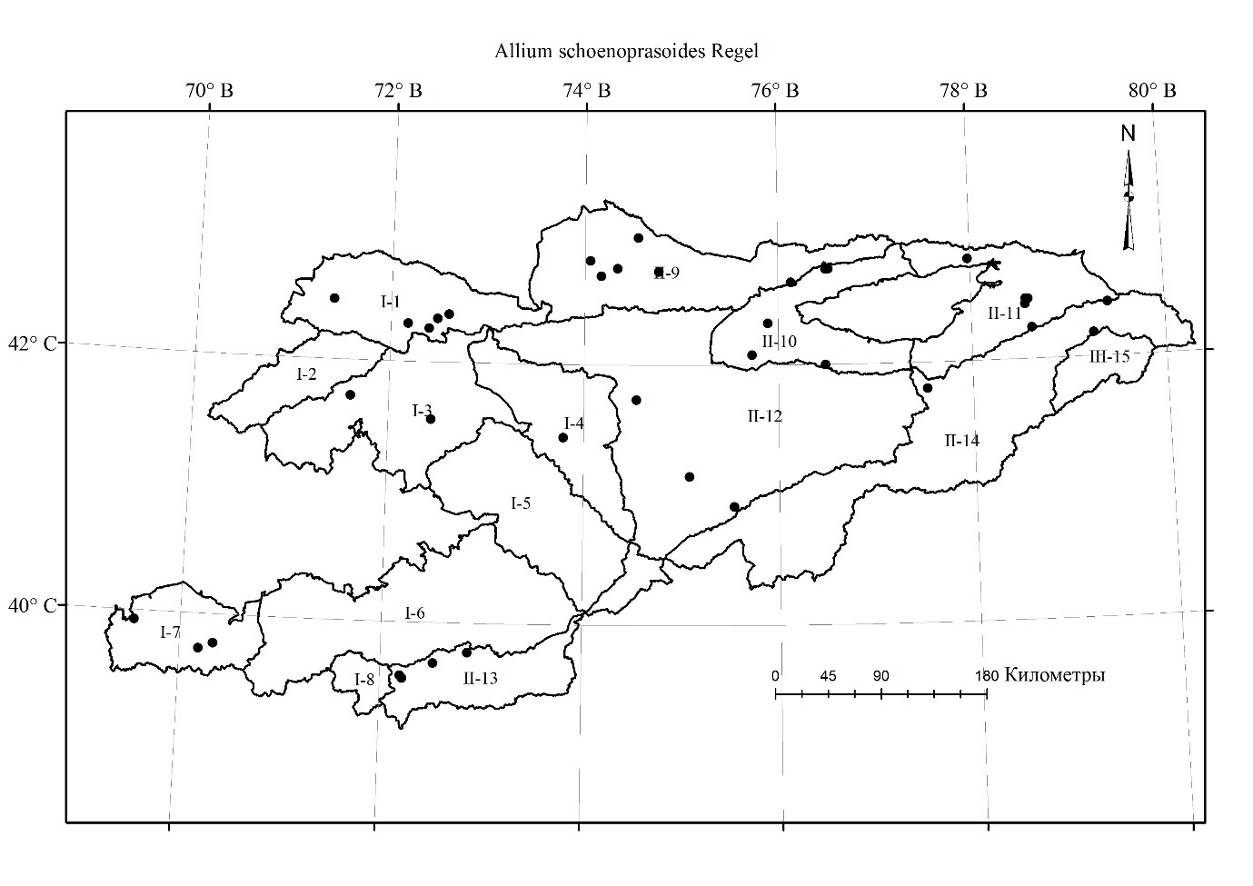 Allium schoenoprasoides Regel
70° В 72° В 74° В 76° В 78° В 80° В
N
II-9
I-1
II-11
II-10
42° С
III-15
I-2
I-3
I-4
II-12
II-14
I-5
40° С
I-6
I-7
I-8
II-13
0 45 90 180 Километры